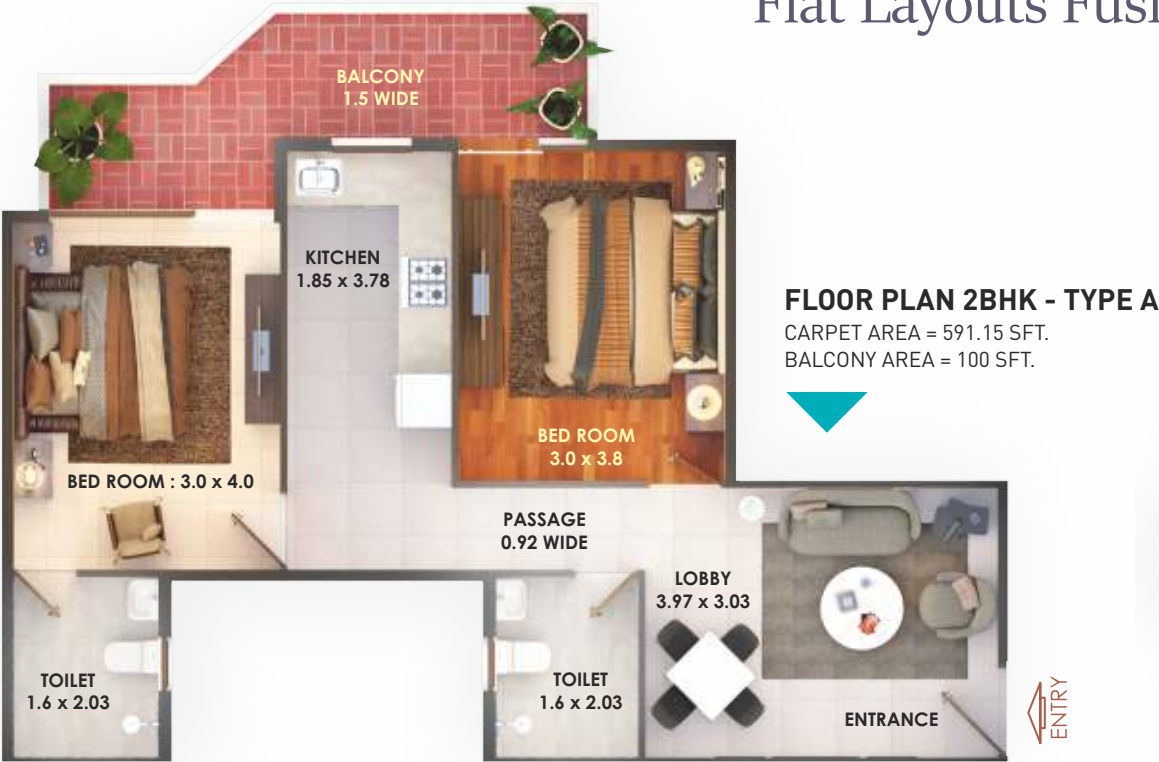 Flat Layouts
BALCONY
1.5 WIDE
KITCHEN
1.85 x 3.78
FLOOR PLAN 2BHK - TYPE A
CARPET AREA = 591.15 SFT.
BALCONY AREA = 100 SFT.
BED ROOM
3.0 x 3.8
BED ROOM : 3.0 x 4.0
PASSAGE
0.92 WIDE
LOBBY
3.97 x 3.03
TOILET
1.6 x 2.03
TOILET
1.6 x 2.03
ENTRANCE
ENTRY